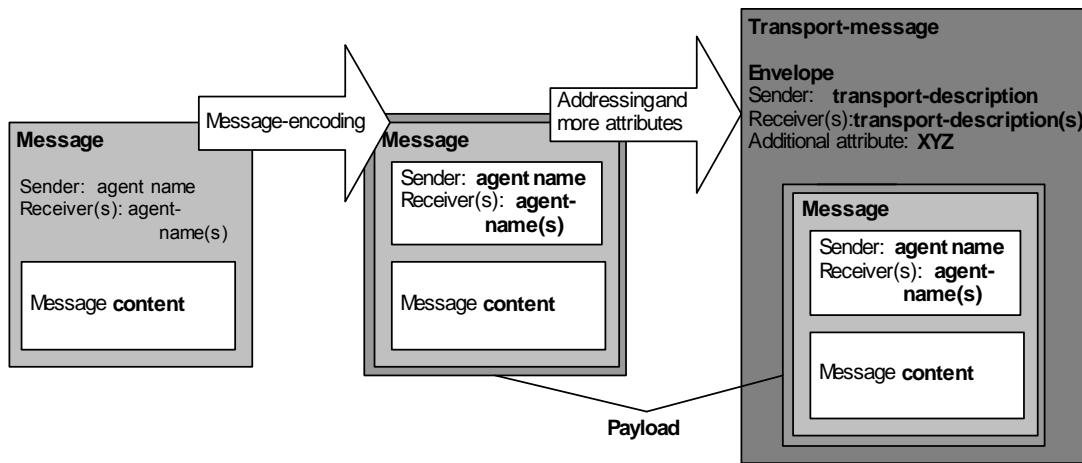 Message
Sender: agent name
Receiver(s): agent-
name(s)
Message content
Message-encoding
Message
Sender: agent name
Receiver(s): agent-
name(s)
Message content
Addressingand
more attributes
Transport-message
Envelope
Sender: transport-description
Receiver(s):transport-description(s)
Additional attribute: XYZ
Message
Sender: agent name
Receiver(s): agent-
name(s)
Message content
Payload